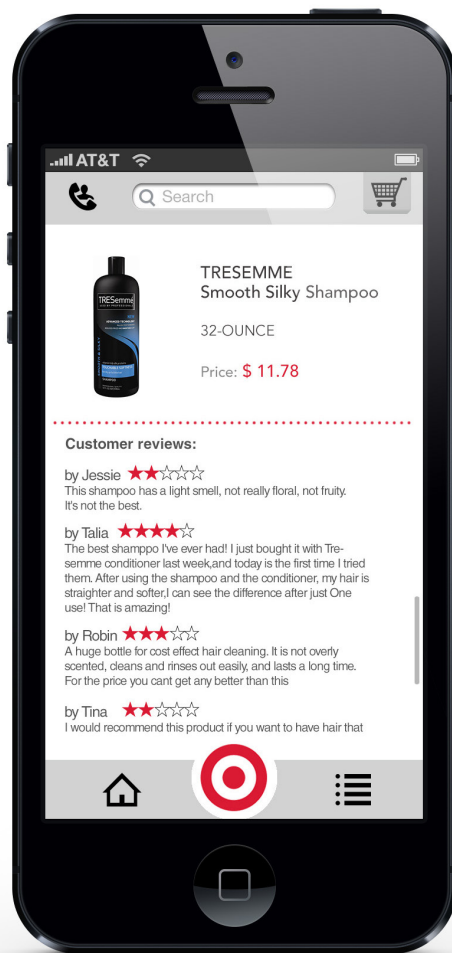 AT&T
Search
TRESemmé
TRESEMME
Smooth Silky Shampoo
32-OUNCE
Price: $ 11.78
Customer reviews:
by Jessie
This shampoo has a light smell, not really floral, not fruity.
It's not the best.
by Talia
The best shamppo I've ever had! I just bought it with Tre-
semme conditioner last week,and today is the first time I tried
them. After using the shampoo and the conditioner, my hair is
straighter and softer,I can see the difference after just One
use! That is amazing!
by Robin
A huge bottle for cost effect hair cleaning. It is not overly
scented, cleans and rinses out easily, and lasts a long time.
For the price you cant get any better than this
by Tina
I would recommend this product if you want to have hair that